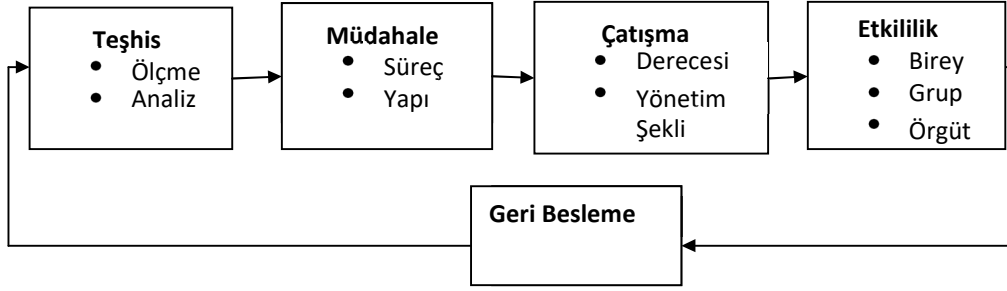 Teşhis
• Ölçme
• Analiz
Müdahale
• Süreç
• Yapı
Çatışma
• Derecesi
• Yönetim
Şekli
Etkililik
• Birey
• Grup
• Örgüt
Geri Besleme